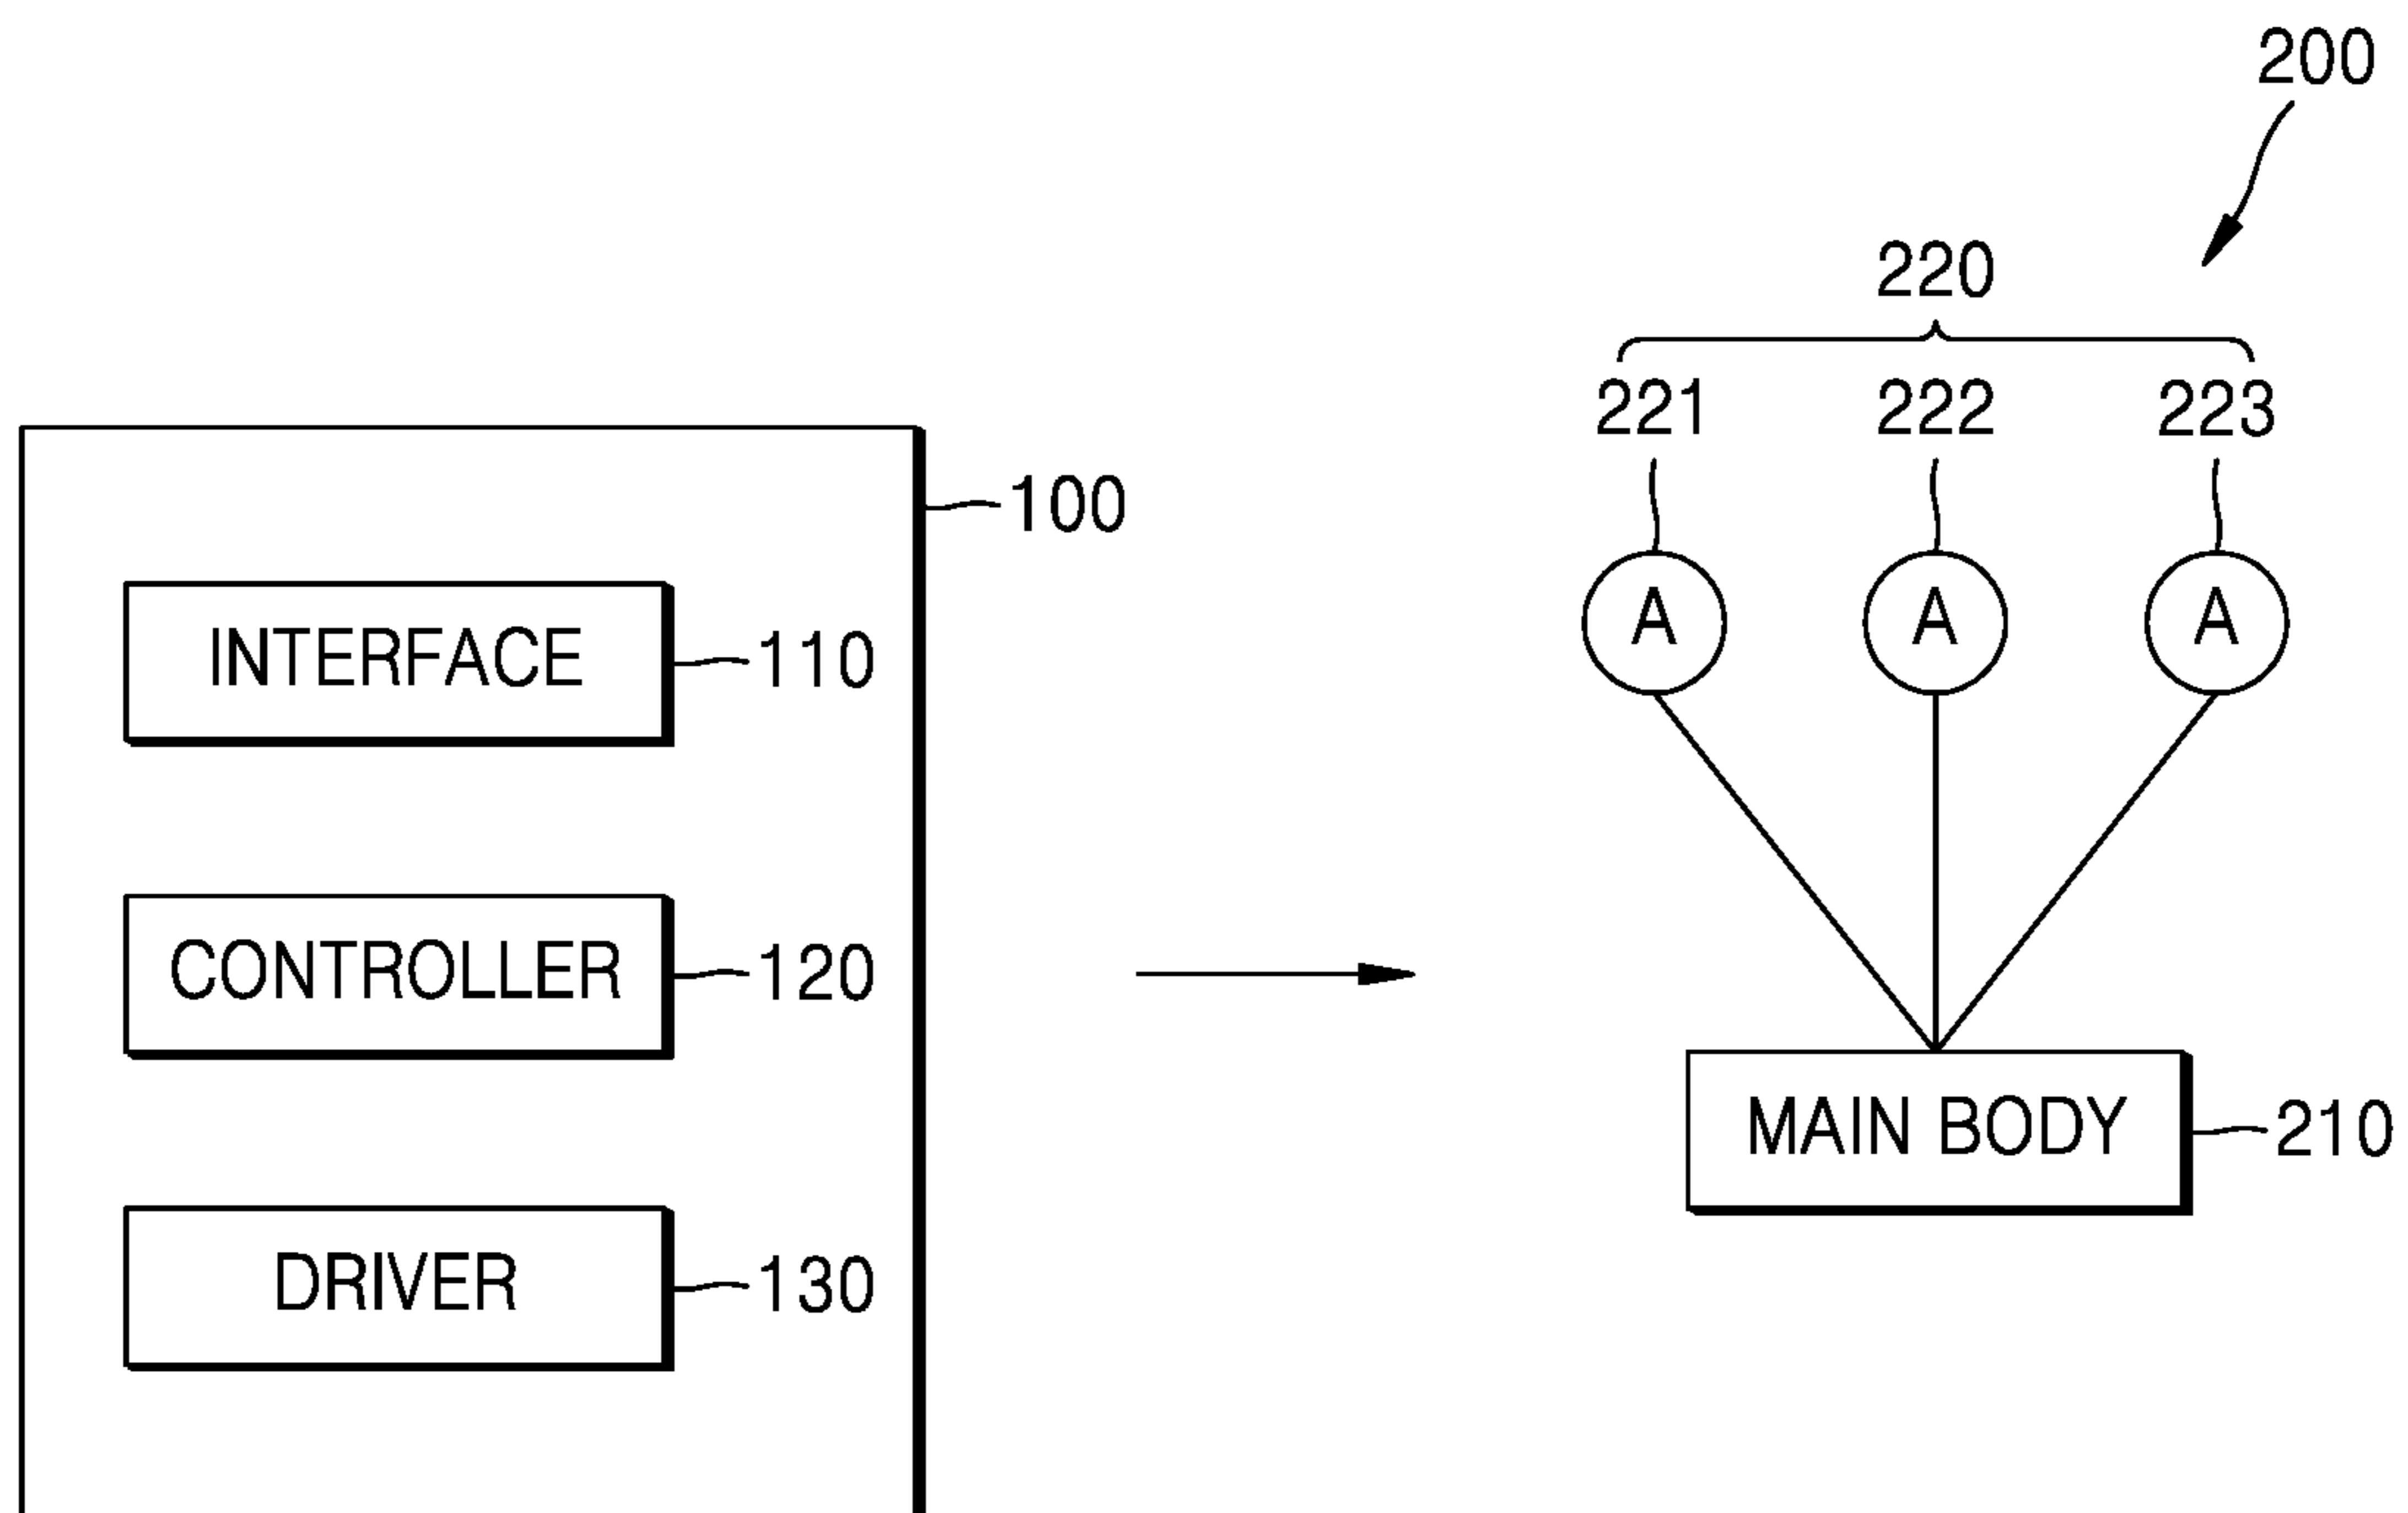 200
220
221 222 223
100
A A A
INTERFACE 110
CONTROLLER 120
MAIN BODY 210
DRIVER 130